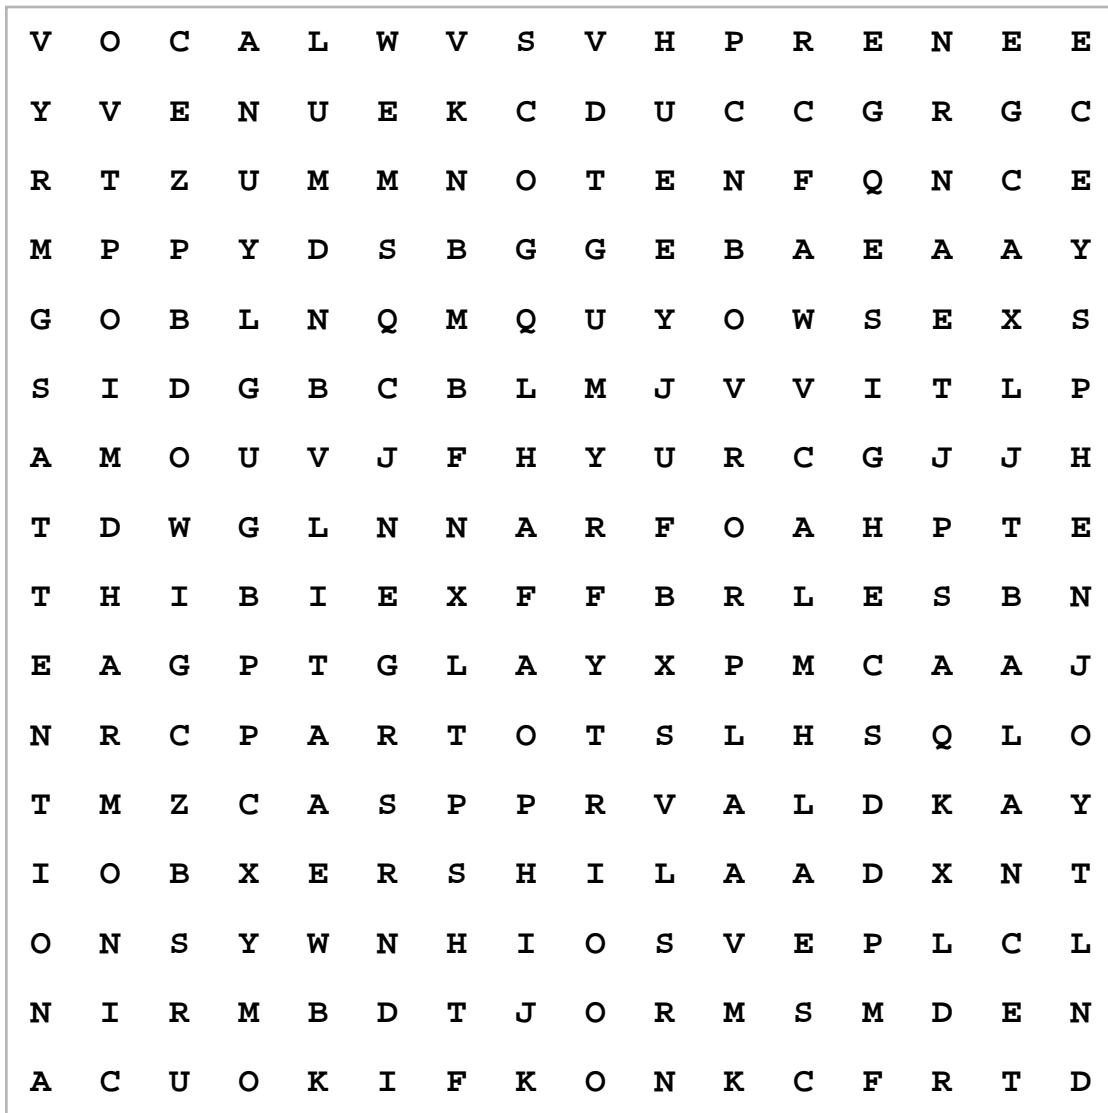 V O C A L W V S V H P R E N E E
Y V E N U E K C D U C C G R G C
R T Z U M M N O T E N F Q N C E
M P P Y D S B G G E B A E A A Y
G O B L N Q M Q U Y O W S E X S
S I D G B C B L M J V V I T L P
A M O U V J F H Y U R C G J J H
T D W G L N N A R F O A H P T E
T H I B I E X F F B R L E S B N
E A G P T G L A Y X P M C A A J
N R C P A R T O T S L H S Q L O
T M Z C A S P P R V A L D K A Y
I O B X E R S H I L A A D X N T
O N S Y W N H I O S V E P L C L
N I R M B D T J O R M S M D E N
A C U O K I F K O N K C F R T D